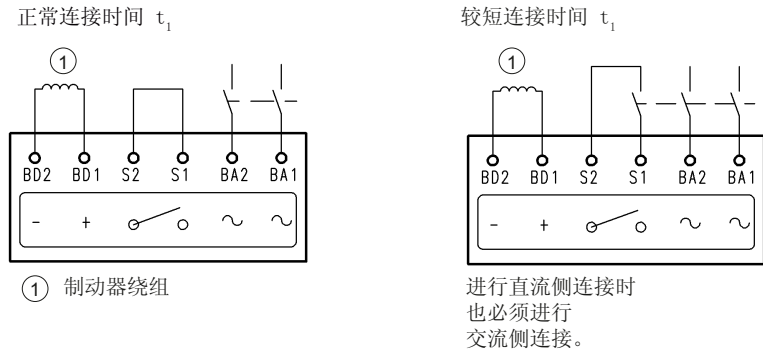 正常连接时间 t1
1
BD2 BD1 S2 S1 BA2 BA1
- +
1 制动器绕组
较短连接时间 t1
1
BD2 BD1 S2 S1 BA2 BA1
- +
进行直流侧连接时
也必须进行
交流侧连接。